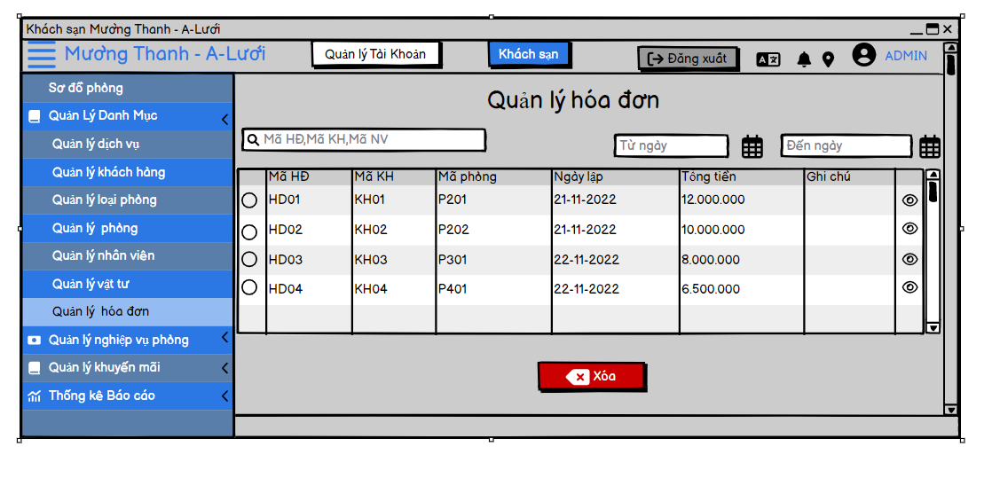 Khách sạn Mường Thanh - A-Lưới
Mường Thanh - A-Lưới
Quản lý Tài Khoản
Khách sạn
Đăng xuất
ADMIN
Sơ đồ phòng
Quản Lý Danh Mục
Quản lý dịch vụ
Quản lý khách hàng
Quản lý loại phòng
Quản lý phòng
Quản lý nhân viên
Quản lý vật tư
Quản lý hóa đơn
Quản lý nghiệp vụ phòng
Quản lý khuyến mãi
Thống kê Báo cáo
Quản lý hóa đơn
Mã HĐ,Mã KH,Mã NV
Từ ngày
Đến ngày
Mã HĐ Mã KH Mã phòng Ngày lập Tông tiền Ghi chú
HD01 KH01 P201 21-11-2022 12.000.000
HD02 KH02 P202 21-11-2022 10.000.000
HD03 KH03 P301 22-11-2022 8.000.000
HD04 KH04 P401 22-11-2022 6.500.000
Xóa